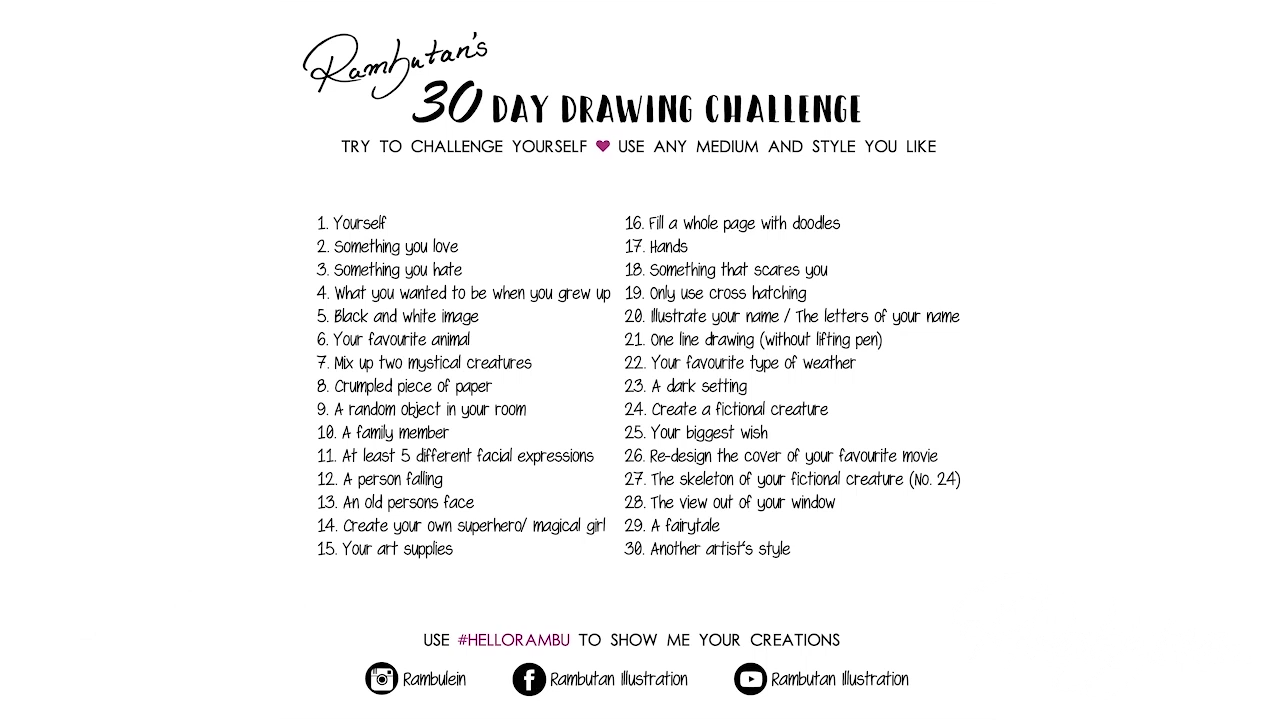 Rambutan's
30 DAY DRAWING CHALLENGE
TRY TO CHALLENGE YOURSELF ♥ USE ANY MEDIUM AND STYLE YOU LIKE
1. Yourself
2. Something you love
3. Something you hate
4. What you wanted to be when you grew up
5. Black and white image
6. Your favourite animal
7. Mix up two mystical creatures
8. Crumpled piece of paper
9. A random object in your room
10. A family member
11. At least 5 different facial expressions
12. A person falling
13. An old persons face
14. Create your own superhero/ magical girl
15. Your art supplies
16. Fill a whole page with doodles
17. Hands
18. Something that scares you
19. Only use cross hatching
20. Illustrate your name / The letters of your name
21. One line drawing (without lifting pen)
22. Your favourite type of weather
23. A dark setting
24. Create a fictional creature
25. Your biggest wish
26. Re-design the cover of your favourite movie
27. The skeleton of your fictional creature (No. 24)
28. The view out of your window
29. A fairytale
30. Another artist's style
USE #HELLORAMBU TO SHOW ME YOUR CREATIONS
Rambulein
Rambutan Illustration
Rambutan Illustration